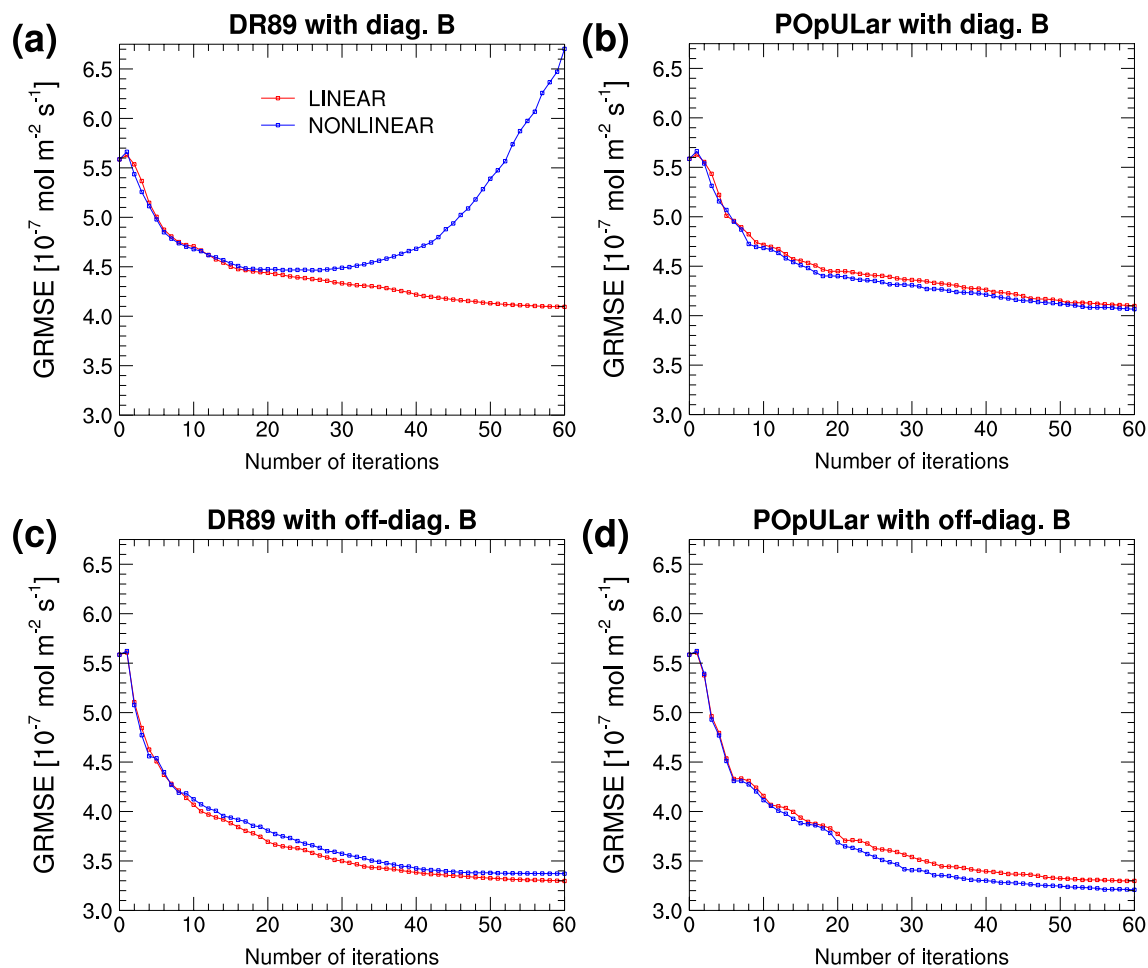 (a)
DR89 with diag. B
GRMSE [10⁻⁷ mol m⁻² s⁻¹]
6.5
6.0
5.5
5.0
4.5
4.0
3.5
3.0
LINEAR
NONLINEAR
0 10 20 30 40 50 60
Number of iterations
(b)
POpULar with diag. B
GRMSE [10⁻⁷ mol m⁻² s⁻¹]
6.5
6.0
5.5
5.0
4.5
4.0
3.5
3.0
0 10 20 30 40 50 60
Number of iterations
(c)
DR89 with off-diag. B
GRMSE [10⁻⁷ mol m⁻² s⁻¹]
6.5
6.0
5.5
5.0
4.5
4.0
3.5
3.0
0 10 20 30 40 50 60
Number of iterations
(d)
POpULar with off-diag. B
GRMSE [10⁻⁷ mol m⁻² s⁻¹]
6.5
6.0
5.5
5.0
4.5
4.0
3.5
3.0
0 10 20 30 40 50 60
Number of iterations